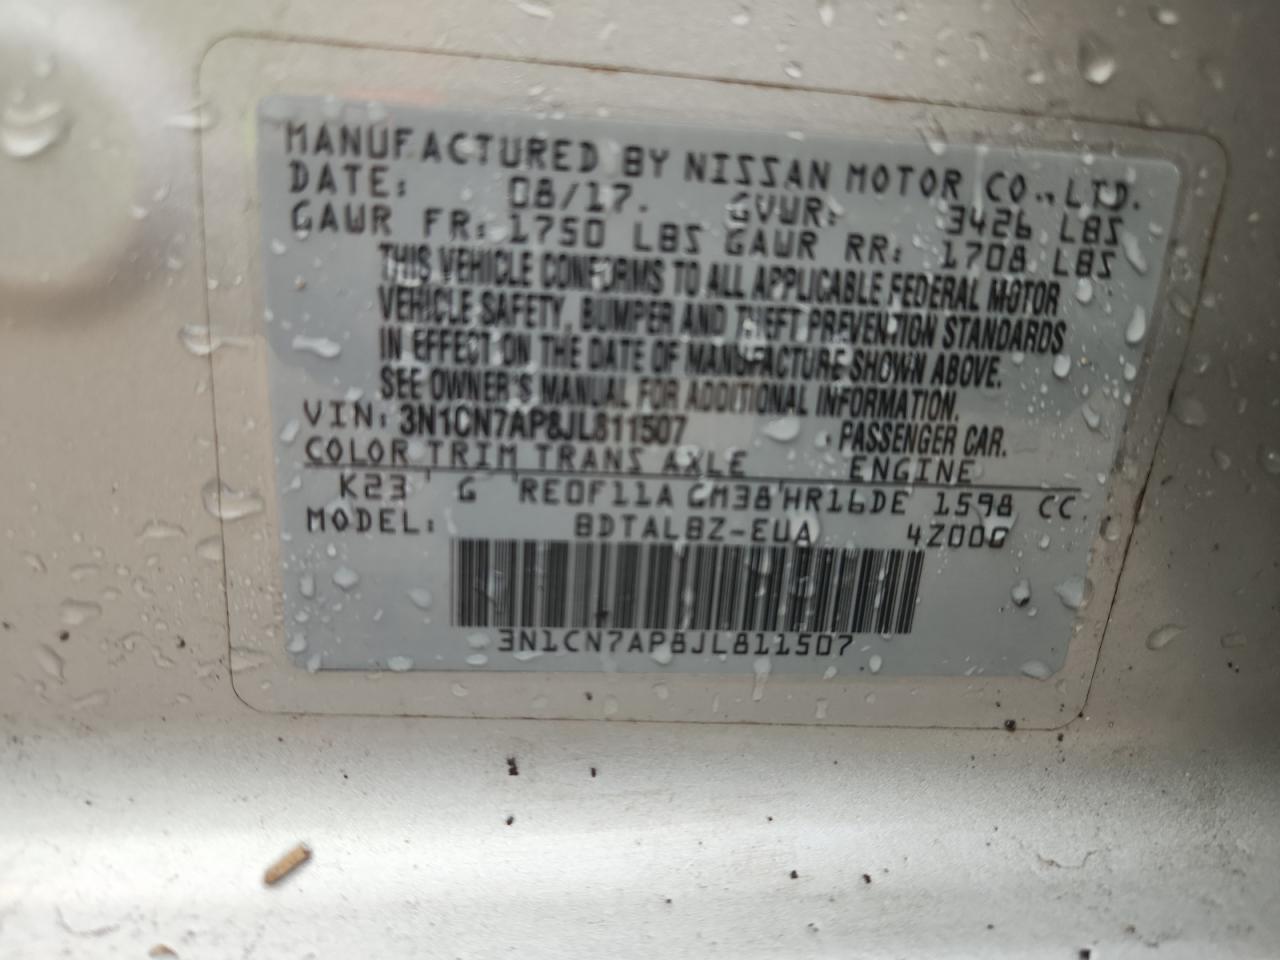 MANUFACTURED BY NISSAN MOTOR CO., LTD.
DATE: 08/17. GVWR: 3426 LBS
GAWR FR: 1750 LBS GAWR RR: 1708 LBS
THIS VEHICLE CONFORMS TO ALL APPLICABLE FEDERAL MOTOR
VEHICLE SAFETY, BUMPER AND THEFT PREVENTION STANDARDS
IN EFFECT ON THE DATE OF MANUFACTURE SHOWN ABOVE.
SEE OWNER'S MANUAL FOR ADDITIONAL INFORMATION.
VIN: 3N1CN7AP8JL811507 PASSENGER CAR.
COLOR TRIM TRANS AXLE ENGINE
K23 G RE0F11A GM38 HR16DE 1598 CC
MODEL: BDTALBZ-EUA 4Z000
3N1CN7AP8JL811507